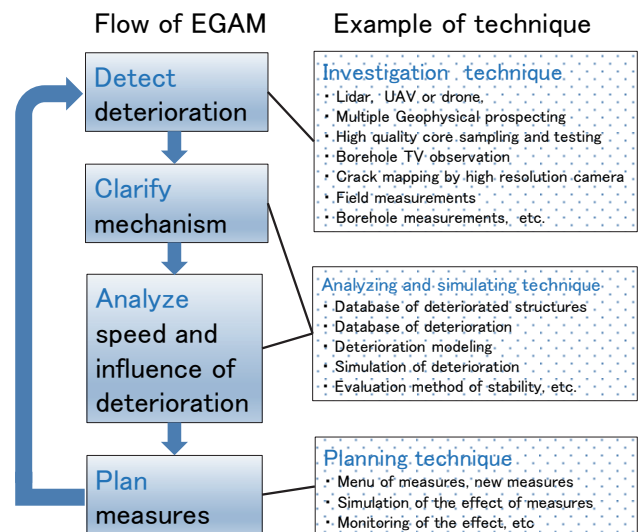 Flow of EGAM
Example of technique
Detect
deterioration
Clarify
mechanism
Analyze
speed and
influence of
deterioration
Plan
measures
Investigation technique
・Lidar, UAV or drone,
・Multiple Geophysical prospecting
・High quality core sampling and testing
・Borehole TV observation
・Crack mapping by high resolution camera
・Field measurements
・Borehole measurements, etc.
Analyzing and simulating technique
・Database of deteriorated structures
・Database of deterioration
・Deterioration modeling
・Simulation of deterioration
・Evaluation method of stability, etc.
Planning technique
・Menu of measures, new measures
・Simulation of the effect of measures
・Monitoring of the effect, etc